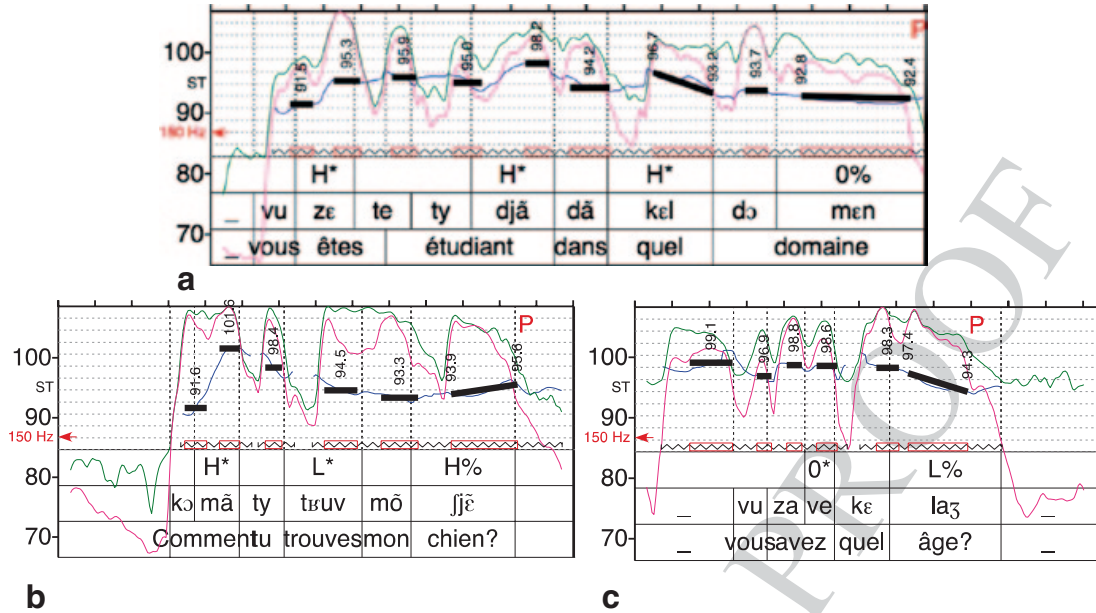 P
100
ST
90
150 Hz
80
70
91.5 95.3 95.9 95.0 98.2 94.2 96.7 93.2 93.7 92.8 92.4
H* H* H* 0%
_ vu zɛ te ty djã dã kɛl dɔ mɛn
_ vous êtes étudiant dans quel domaine
a
P
100
ST
90
150 Hz
80
70
91.6 98.4 94.5 93.3 93.9
H* L* H%
kɔ mã ty tʁuv mõ ʃjɛ̃
Comment tu trouves mon chien?
b
P
100
ST
90
150 Hz
80
70
99.1 96.9 98.8 98.6 98.3 97.4 94.3
0* L%
_ vu za ve kɛ laʒ _
_ vous savez quel âge? _
c
PROOF